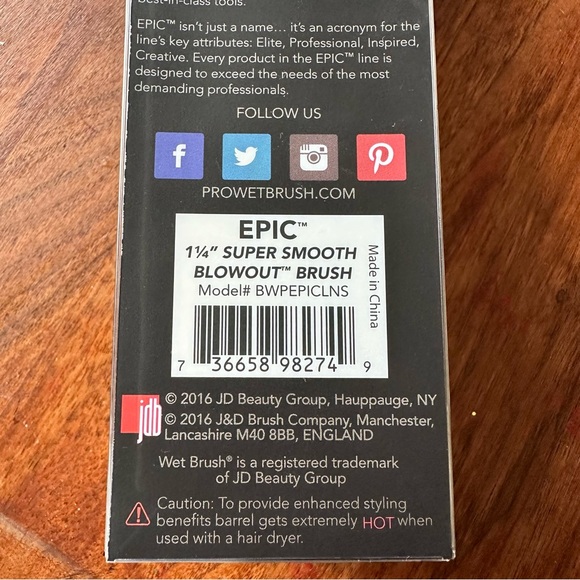 best-in-class tools.
EPIC™ isn't just a name... it's an acronym for the
line's key attributes: Elite, Professional, Inspired,
Creative. Every product in the EPIC™ line is
designed to exceed the needs of the most
demanding professionals.
FOLLOW US
PROWETBRUSH.COM
EPIC™
1¼” SUPER SMOOTH
BLOWOUT™ BRUSH
Model# BWPEPICLNS
Made in China
7 36658 98274 9
jdb
© 2016 JD Beauty Group, Hauppauge, NY
© 2016 J&D Brush Company, Manchester,
Lancashire M40 8BB, ENGLAND
Wet Brush® is a registered trademark
of JD Beauty Group
Caution: To provide enhanced styling
benefits barrel gets extremely HOT when
used with a hair dryer.